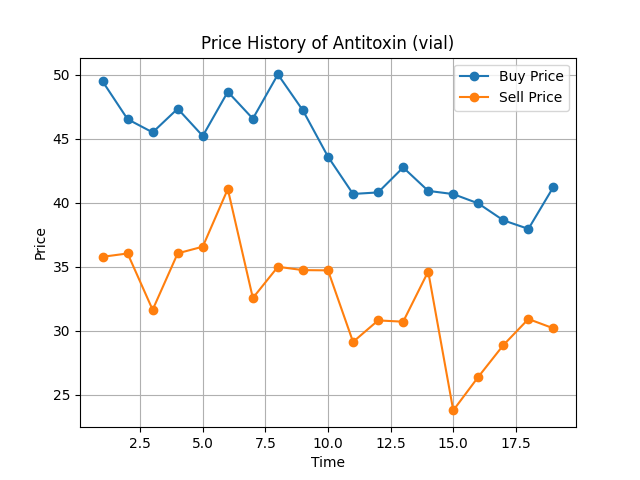 Price History of Antitoxin (vial)
Buy Price
Sell Price
50
45
40
35
30
25
Price
2.5 5.0 7.5 10.0 12.5 15.0 17.5
Time